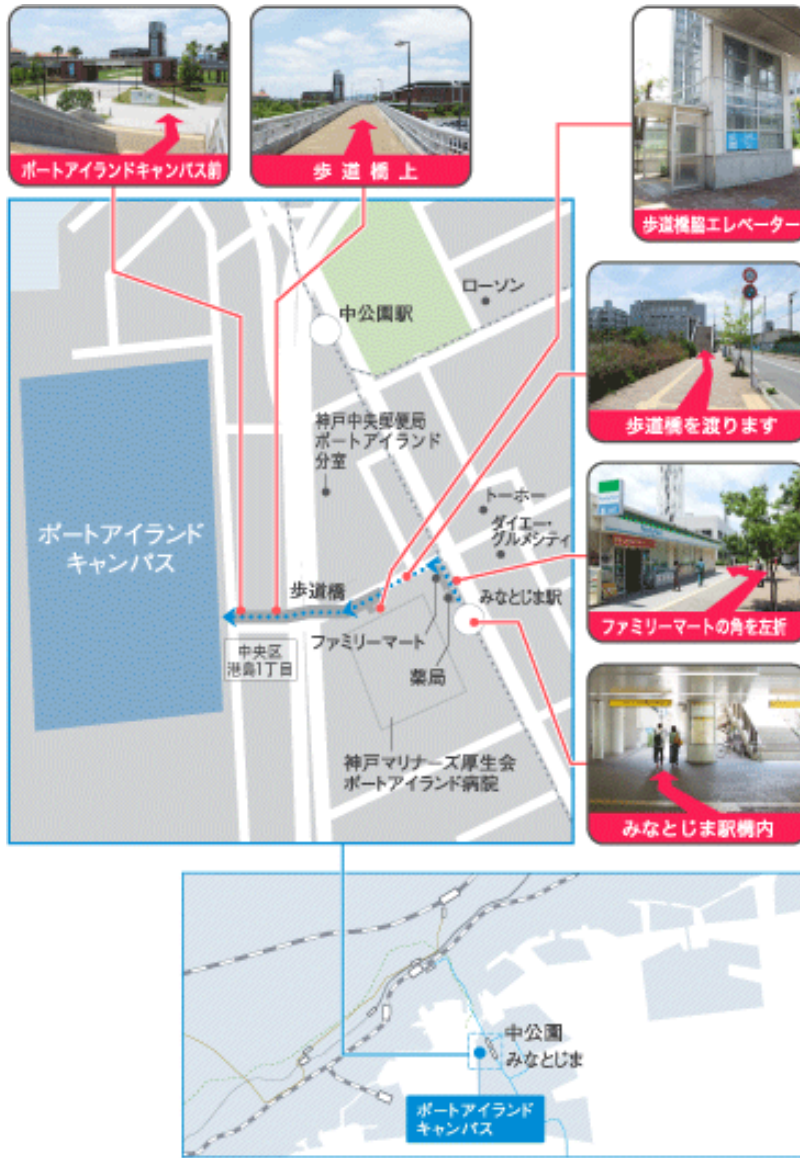 ポートアイランドキャンパス前
歩道橋上
歩道橋脇エレベーター
ローソン
中公園駅
歩道橋を渡ります
神戸中央郵便局
ポートアイランド
分室
トーホー
ダイエー・
グルメシティ
ポートアイランド
キャンパス
歩道橋
みなとじま駅
ファミリーマートの角を左折
ファミリーマート
中央区
港島1丁目
薬局
神戸マリナーズ厚生会
ポートアイランド病院
みなとじま駅構内
中公園
みなとじま
ポートアイランド
キャンパス